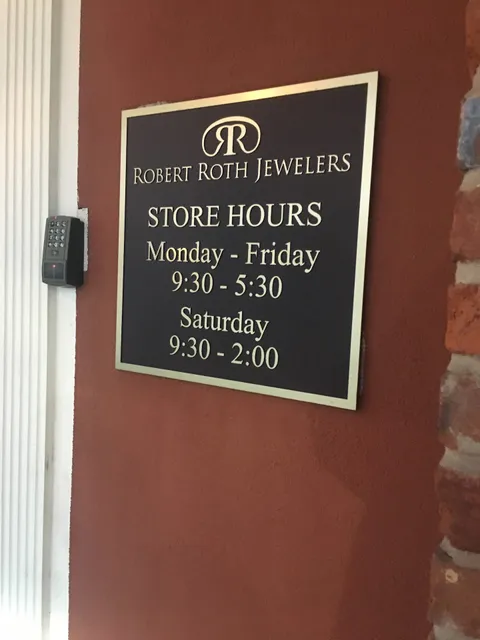 RR
ROBERT ROTH JEWELERS
STORE HOURS
Monday - Friday
9:30 - 5:30
Saturday
9:30 - 2:00